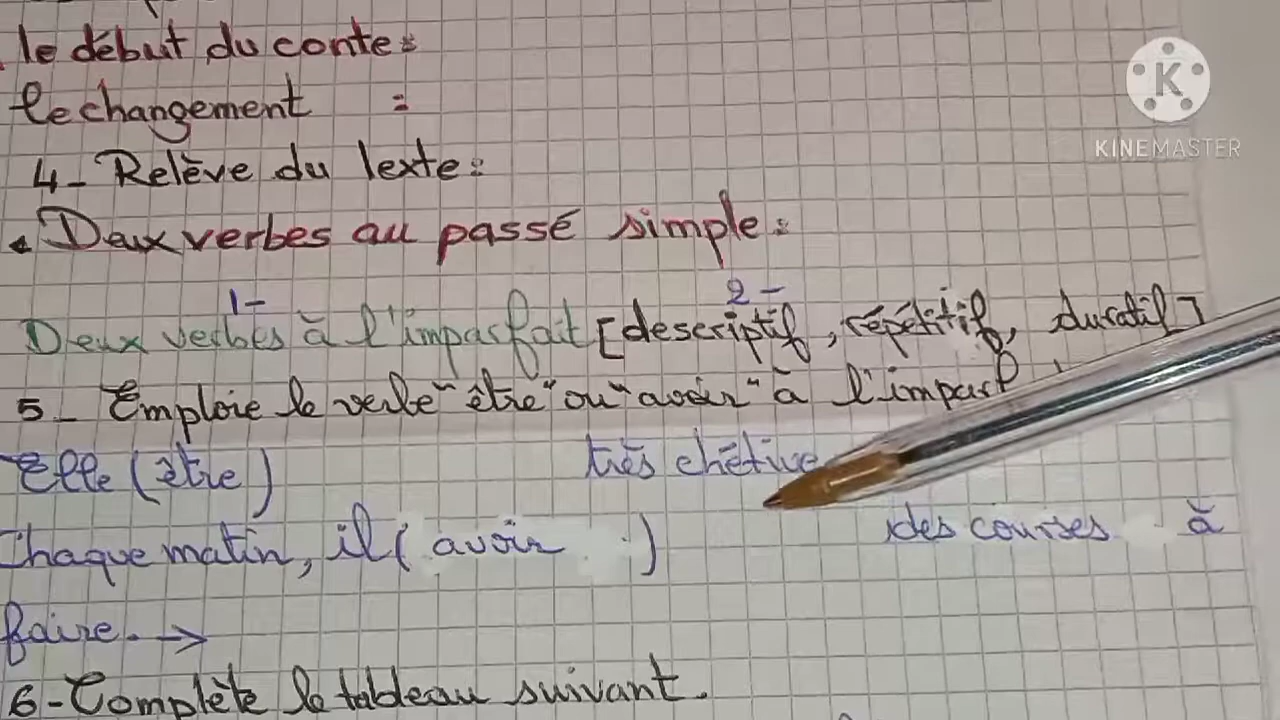 le début du conte:
le changement :
4- Relève du texte:
Deux verbes au passé simple:
1- 2-
Deux verbes à l'imparfait [descriptif, répétitif, duratif]
5- Emploie le verbe "être" ou "avoir" à l'imparf
Elle (être) très chétive
Chaque matin, il (avoir) des courses à
faire. →
6- Complète le tableau suivant.
KINEMASTER